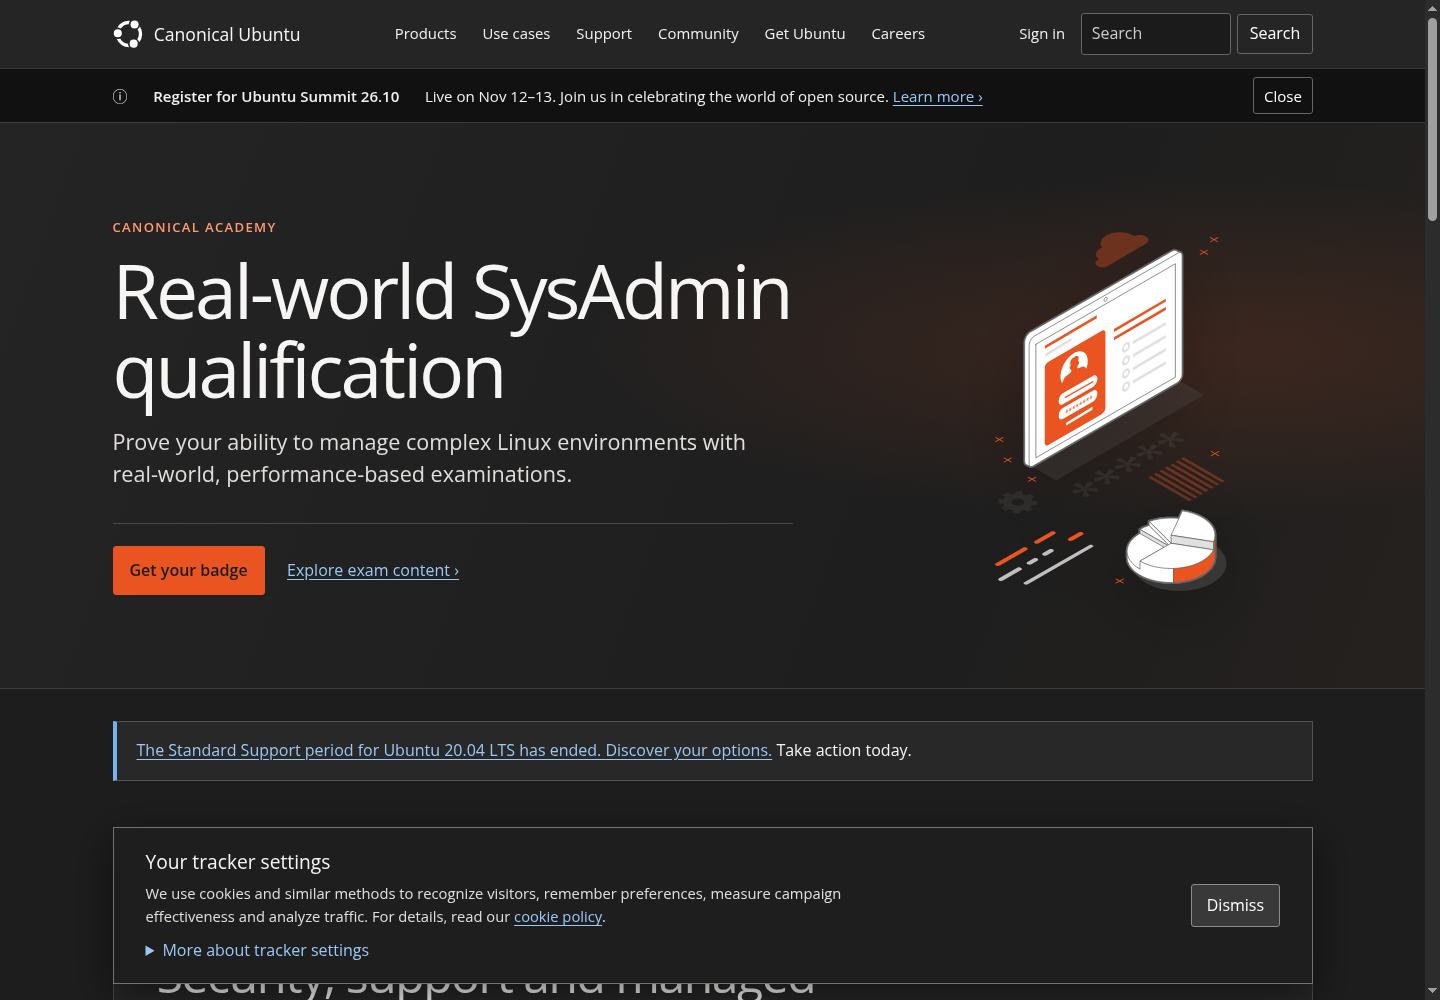 Canonical Ubuntu
Products
Use cases
Support
Community
Get Ubuntu
Careers
Sign in
Search
Search
Register for Ubuntu Summit 26.10
Live on Nov 12–13. Join us in celebrating the world of open source. Learn more ›
Close
CANONICAL ACADEMY
Real-world SysAdmin
qualification
Prove your ability to manage complex Linux environments with
real-world, performance-based examinations.
Get your badge
Explore exam content ›
The Standard Support period for Ubuntu 20.04 LTS has ended. Discover your options. Take action today.
Your tracker settings
We use cookies and similar methods to recognize visitors, remember preferences, measure campaign
effectiveness and analyze traffic. For details, read our cookie policy.
More about tracker settings
Dismiss
Security, support and managed